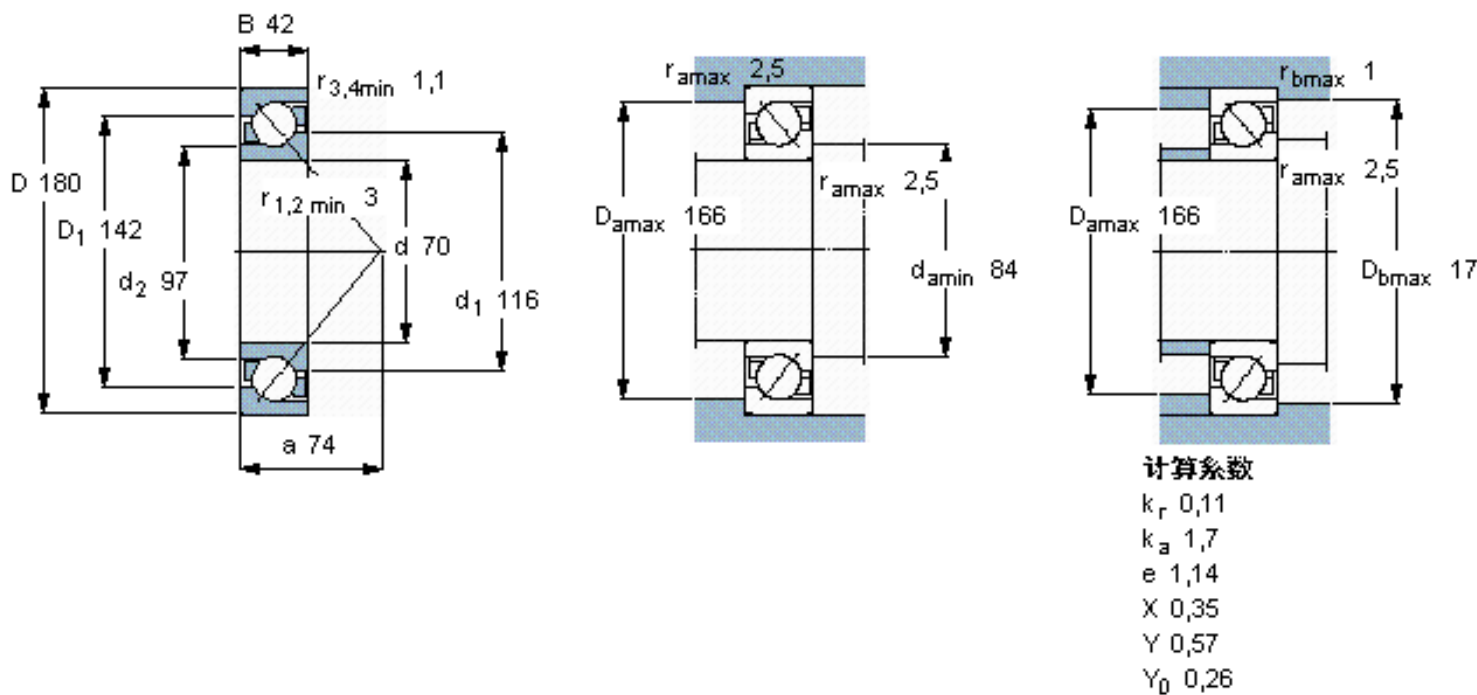 B 42
r3,4min 1,1
D 180
D1 142
d2 97
r1,2 min 3
d 70
d1 116
a 74
ramax 2,5
ramax 2,5
Damax 166
damin 84
rbmax 1
ramax 2,5
Damax 166
Dbmax 17
计算系数
kr 0,11
ka 1,7
e 1,14
X 0,35
Y 0,57
Y0 0,26